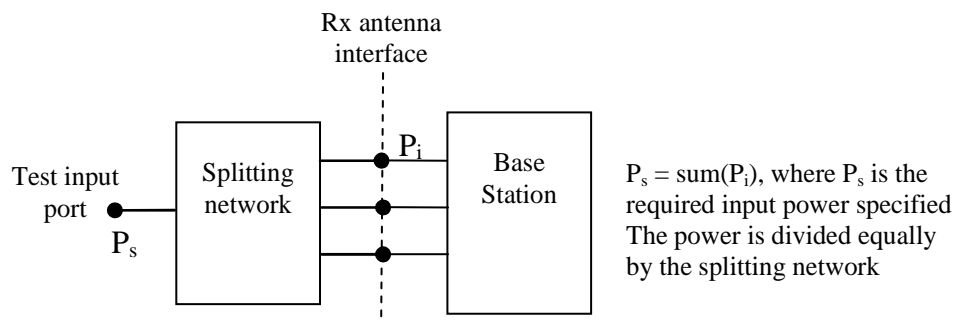 Rx antenna
interface
Test input
port
P_s
Splitting
network
P_i
Base
Station
P_s = sum(P_i), where P_s is the
required input power specified
The power is divided equally
by the splitting network